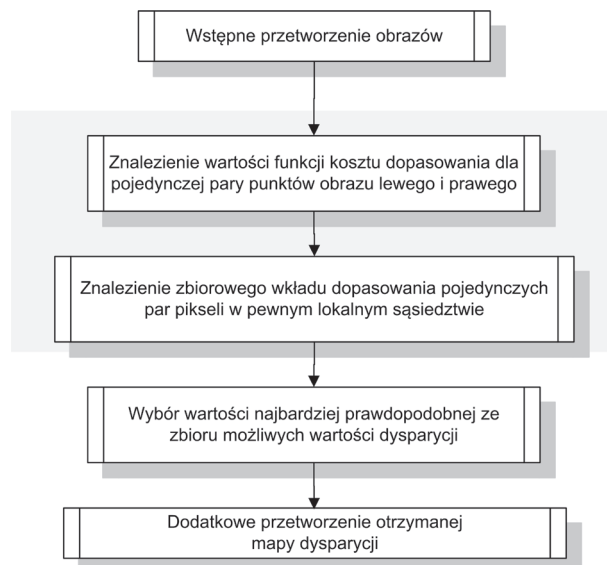 Wstępne przetworzenie obrazów
Znalezienie wartości funkcji kosztu dopasowania dla
pojedynczej pary punktów obrazu lewego i prawego
Znalezienie zbiorowego wkładu dopasowania pojedynczych
par pikseli w pewnym lokalnym sąsiedztwie
Wybór wartości najbardziej prawdopodobnej ze
zbioru możliwych wartości dysparycji
Dodatkowe przetworzenie otrzymanej
mapy dysparycji